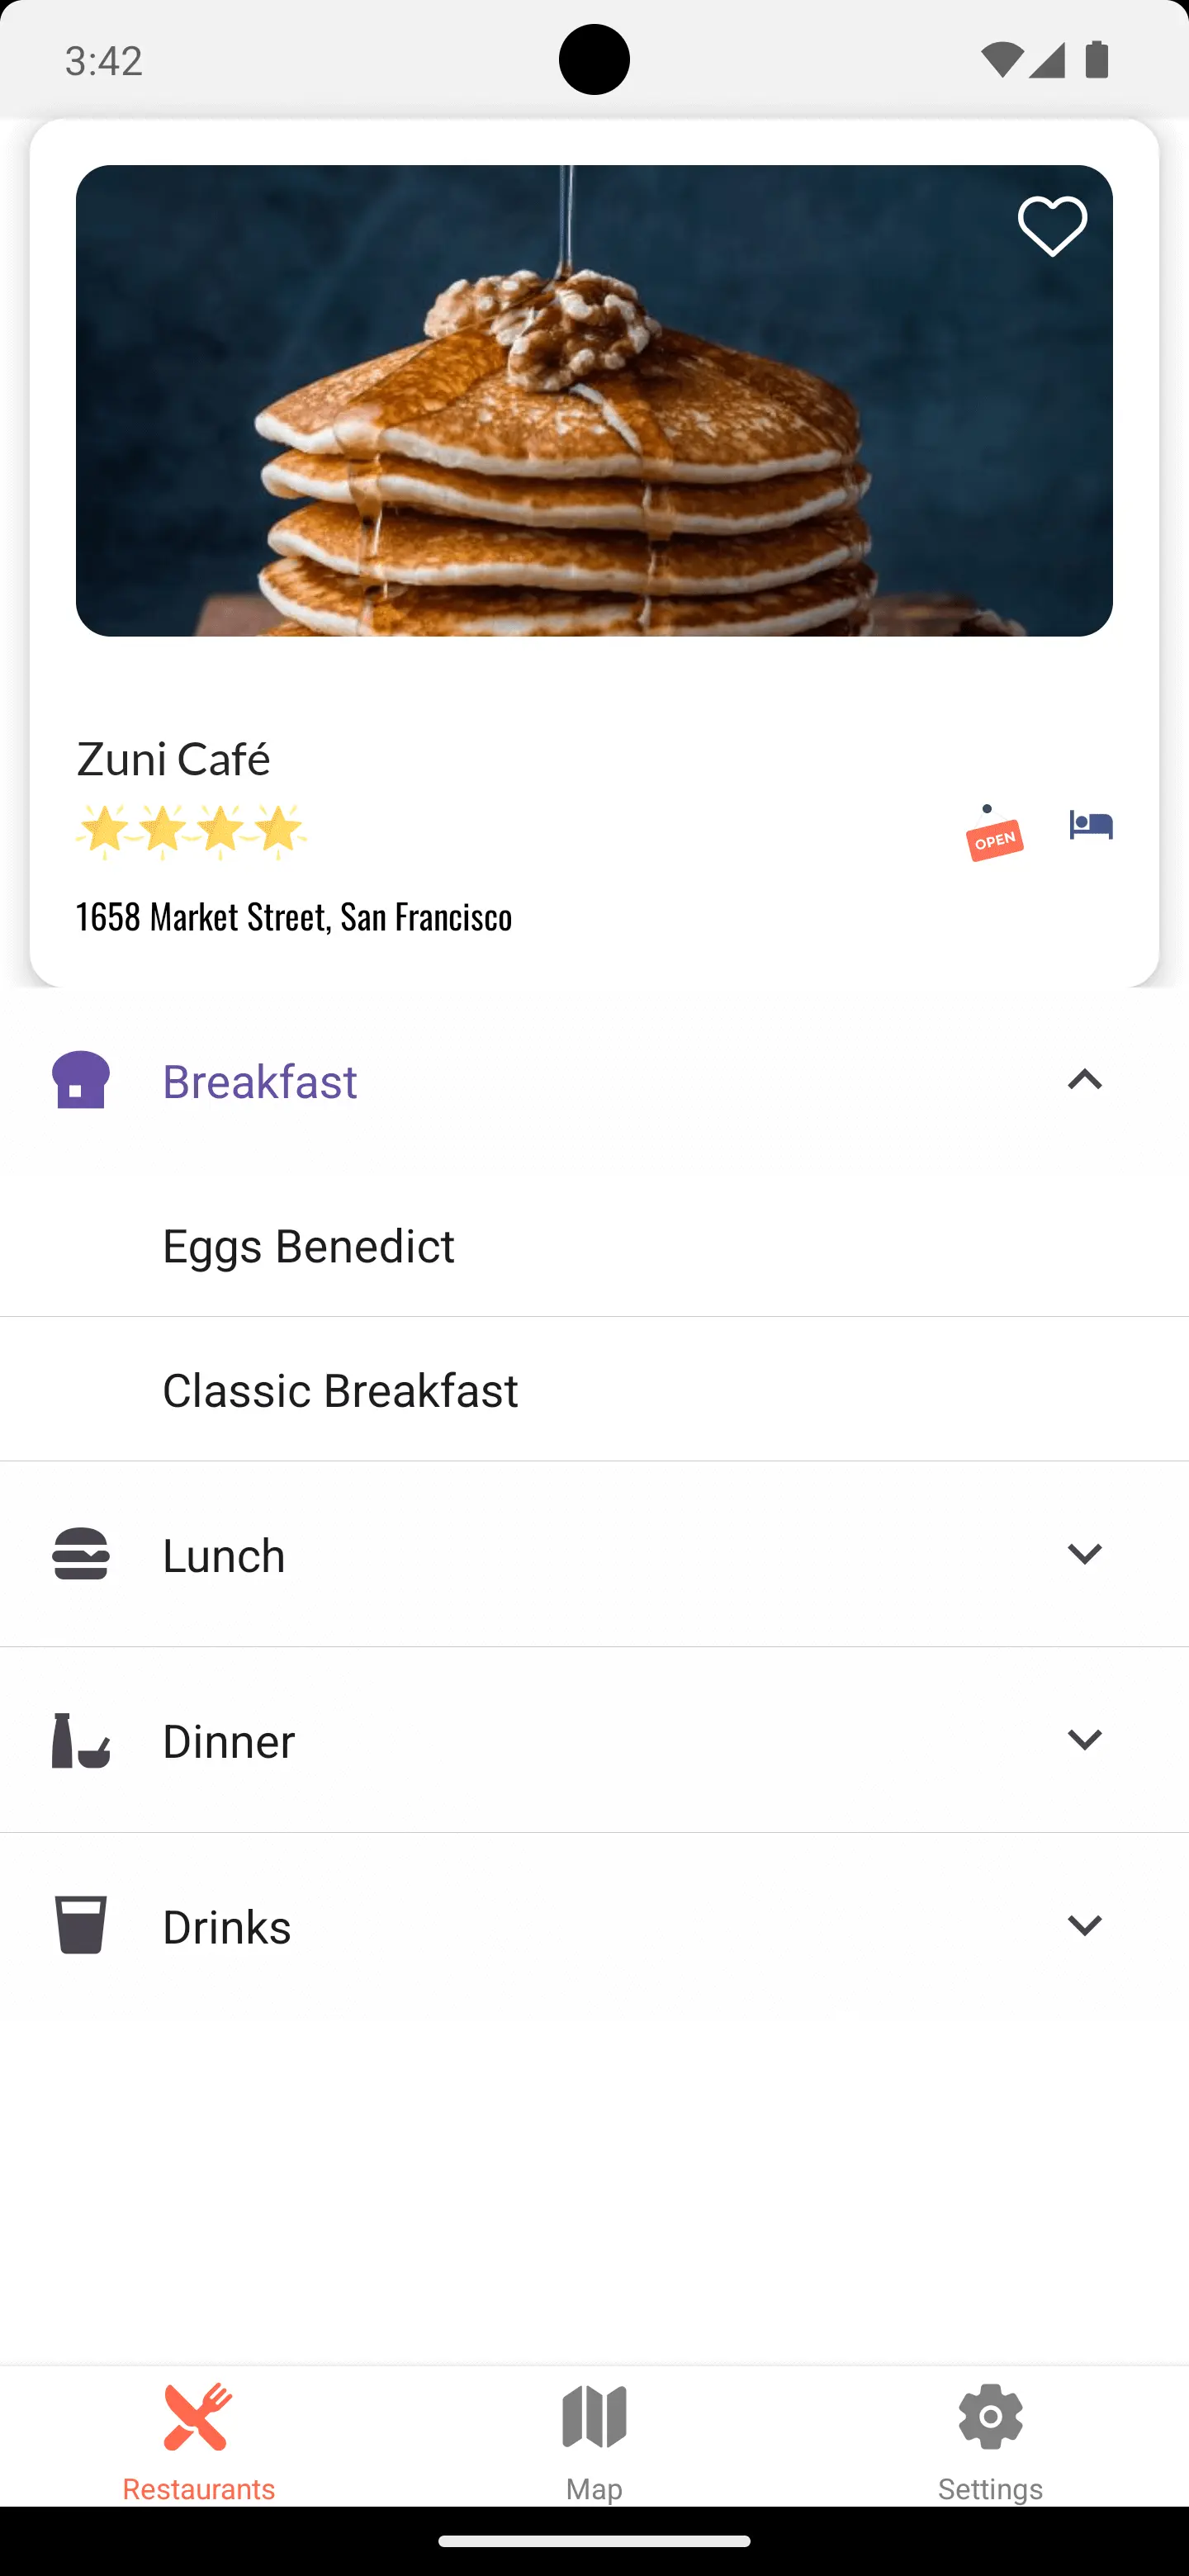 3:42
Zuni Café
OPEN
1658 Market Street, San Francisco
Breakfast
Eggs Benedict
Classic Breakfast
Lunch
Dinner
Drinks
Restaurants
Map
Settings